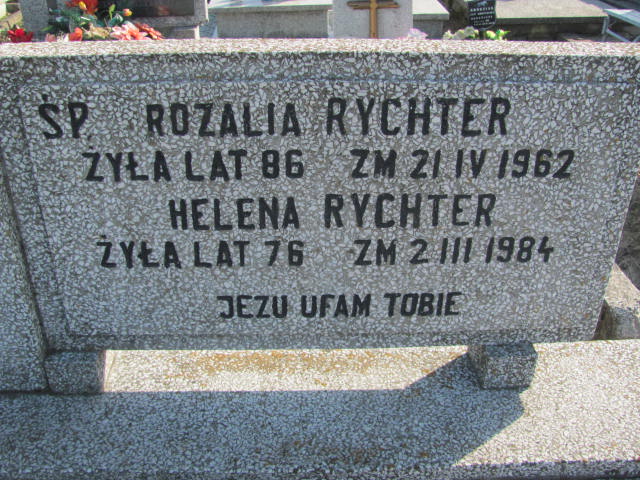 ŚP. ROZALIA RYCHTER
ŻYŁA LAT 86 ZM 21 IV 1962
HELENA RYCHTER
ŻYŁA LAT 76 ZM 2 III 1984
JEZU UFAM TOBIE